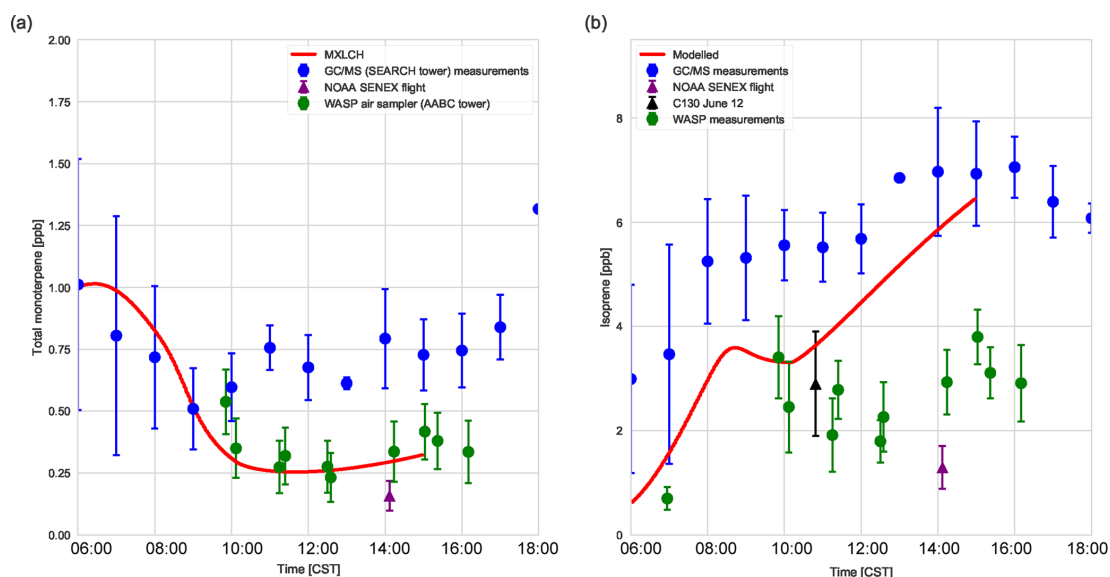 (a)
2.00
1.75
1.50
1.25
1.00
0.75
0.50
0.25
0.00
Total monoterpene [ppb]
MXLCH
GC/MS (SEARCH tower) measurements
NOAA SENEX flight
WASP air sampler (AABC tower)
06:00 08:00 10:00 12:00 14:00 16:00 18:00
Time [CST]
(b)
8
6
4
2
0
Isoprene [ppb]
Modelled
GC/MS measurements
NOAA SENEX flight
C130 June 12
WASP measurements
06:00 08:00 10:00 12:00 14:00 16:00 18:00
Time [CST]